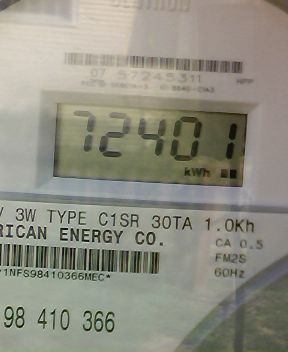 07 57245311
72401
kWh
3W TYPE C1SR 30TA 1.0Kh
RICAN ENERGY CO.
CA 0.5
FM2S
60Hz
1NFS98410366MEC*
98 410 366